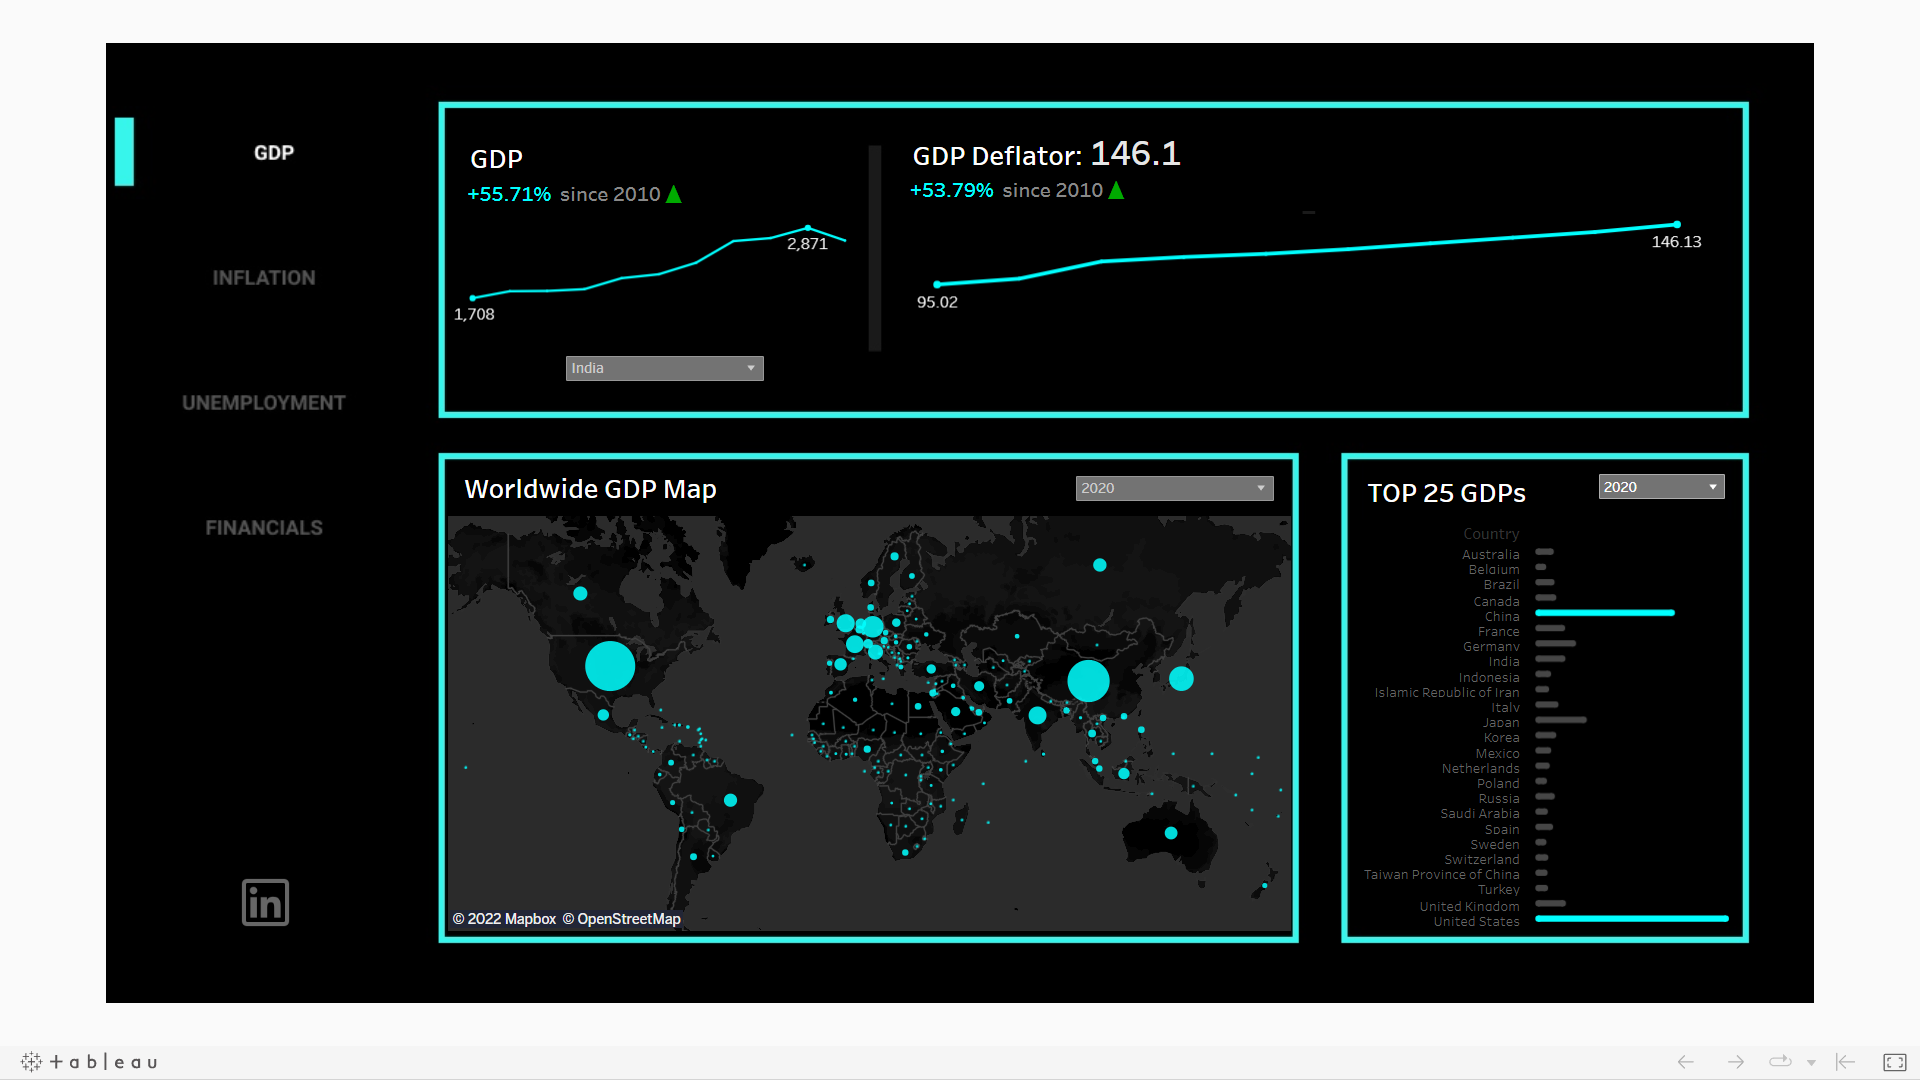 GDP
INFLATION
UNEMPLOYMENT
FINANCIALS
in
GDP
+55.71% since 2010
2,871
1,708
India
GDP Deflator: 146.1
+53.79% since 2010
146.13
95.02
Worldwide GDP Map
2020
© 2022 Mapbox © OpenStreetMap
TOP 25 GDPs
2020
Country
Australia
Belgium
Brazil
Canada
China
France
Germany
India
Indonesia
Islamic Republic of Iran
Italy
Japan
Korea
Mexico
Netherlands
Poland
Russia
Saudi Arabia
Spain
Sweden
Switzerland
Taiwan Province of China
Turkey
United Kingdom
United States
+ableau